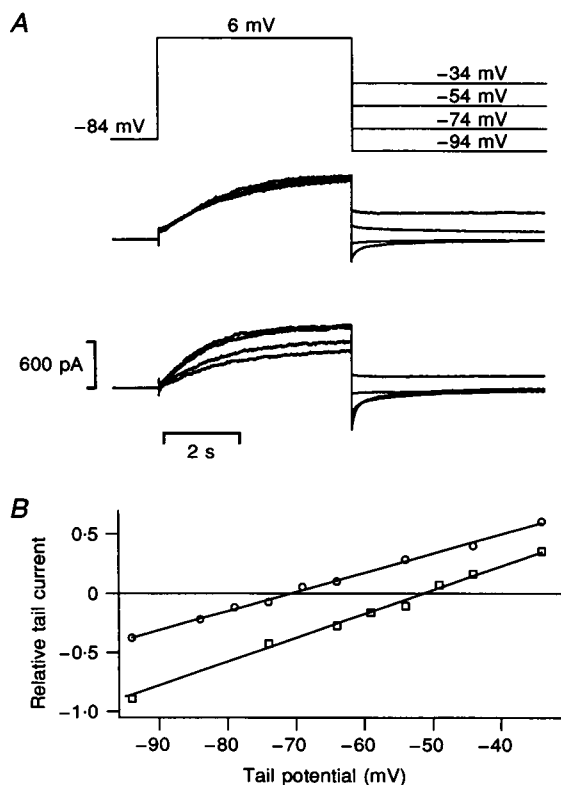 A
6 mV
-84 mV
-34 mV
-54 mV
-74 mV
-94 mV
600 pA
2 s
B
Relative tail current
0·5
0
-0·5
-1·0
-90 -80 -70 -60 -50 -40
Tail potential (mV)